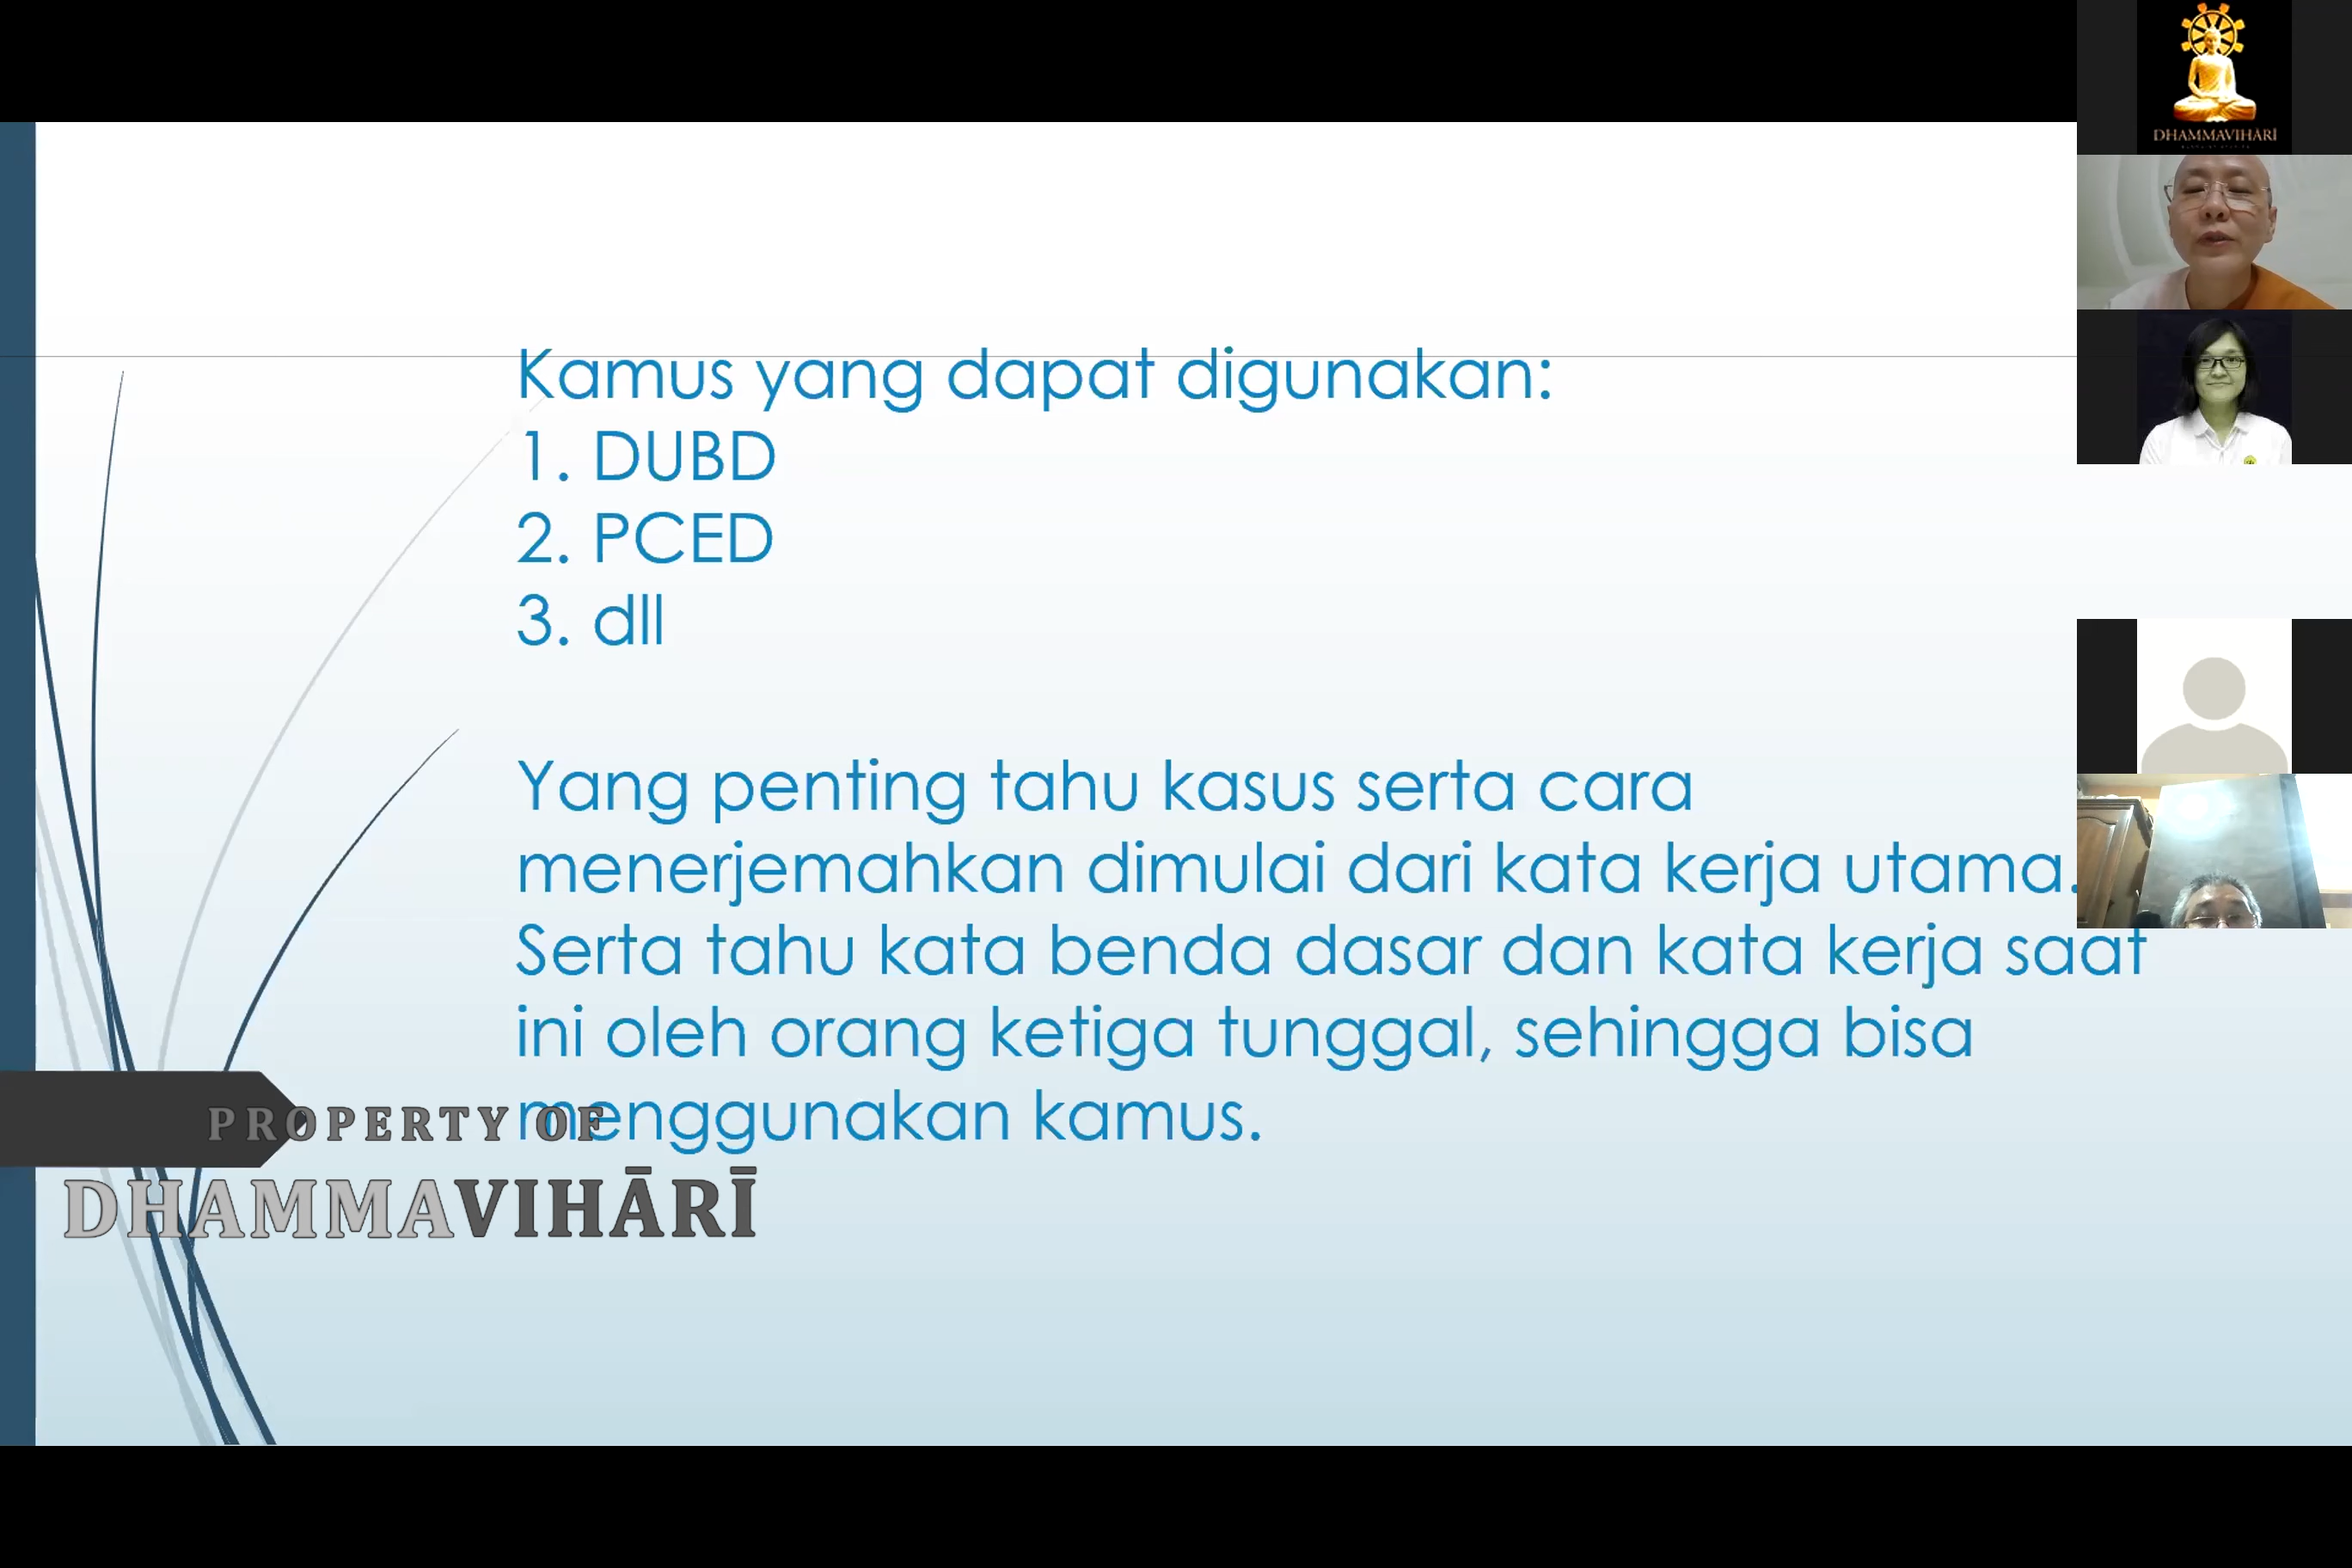 DHAMMAVIHĀRĪ
Kamus yang dapat digunakan:
1. DUBD
2. PCED
3. dll
Yang penting tahu kasus serta cara
menerjemahkan dimulai dari kata kerja utama.
Serta tahu kata benda dasar dan kata kerja saat
ini oleh orang ketiga tunggal, sehingga bisa
menggunakan kamus.
PROPERTY OF
DHAMMAVIHĀRĪ